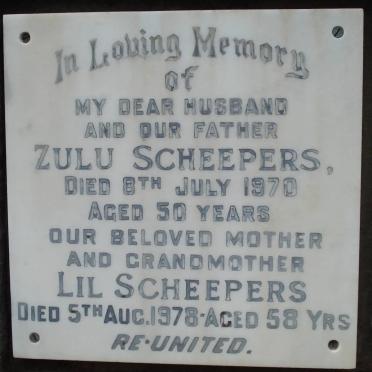 In Loving Memory
of
MY DEAR HUSBAND
AND OUR FATHER
ZULU SCHEEPERS,
DIED 8TH JULY 1970
AGED 50 YEARS
OUR BELOVED MOTHER
AND GRANDMOTHER
LIL SCHEEPERS
DIED 5TH AUG. 1978-AGED 58 YRS
RE-UNITED.